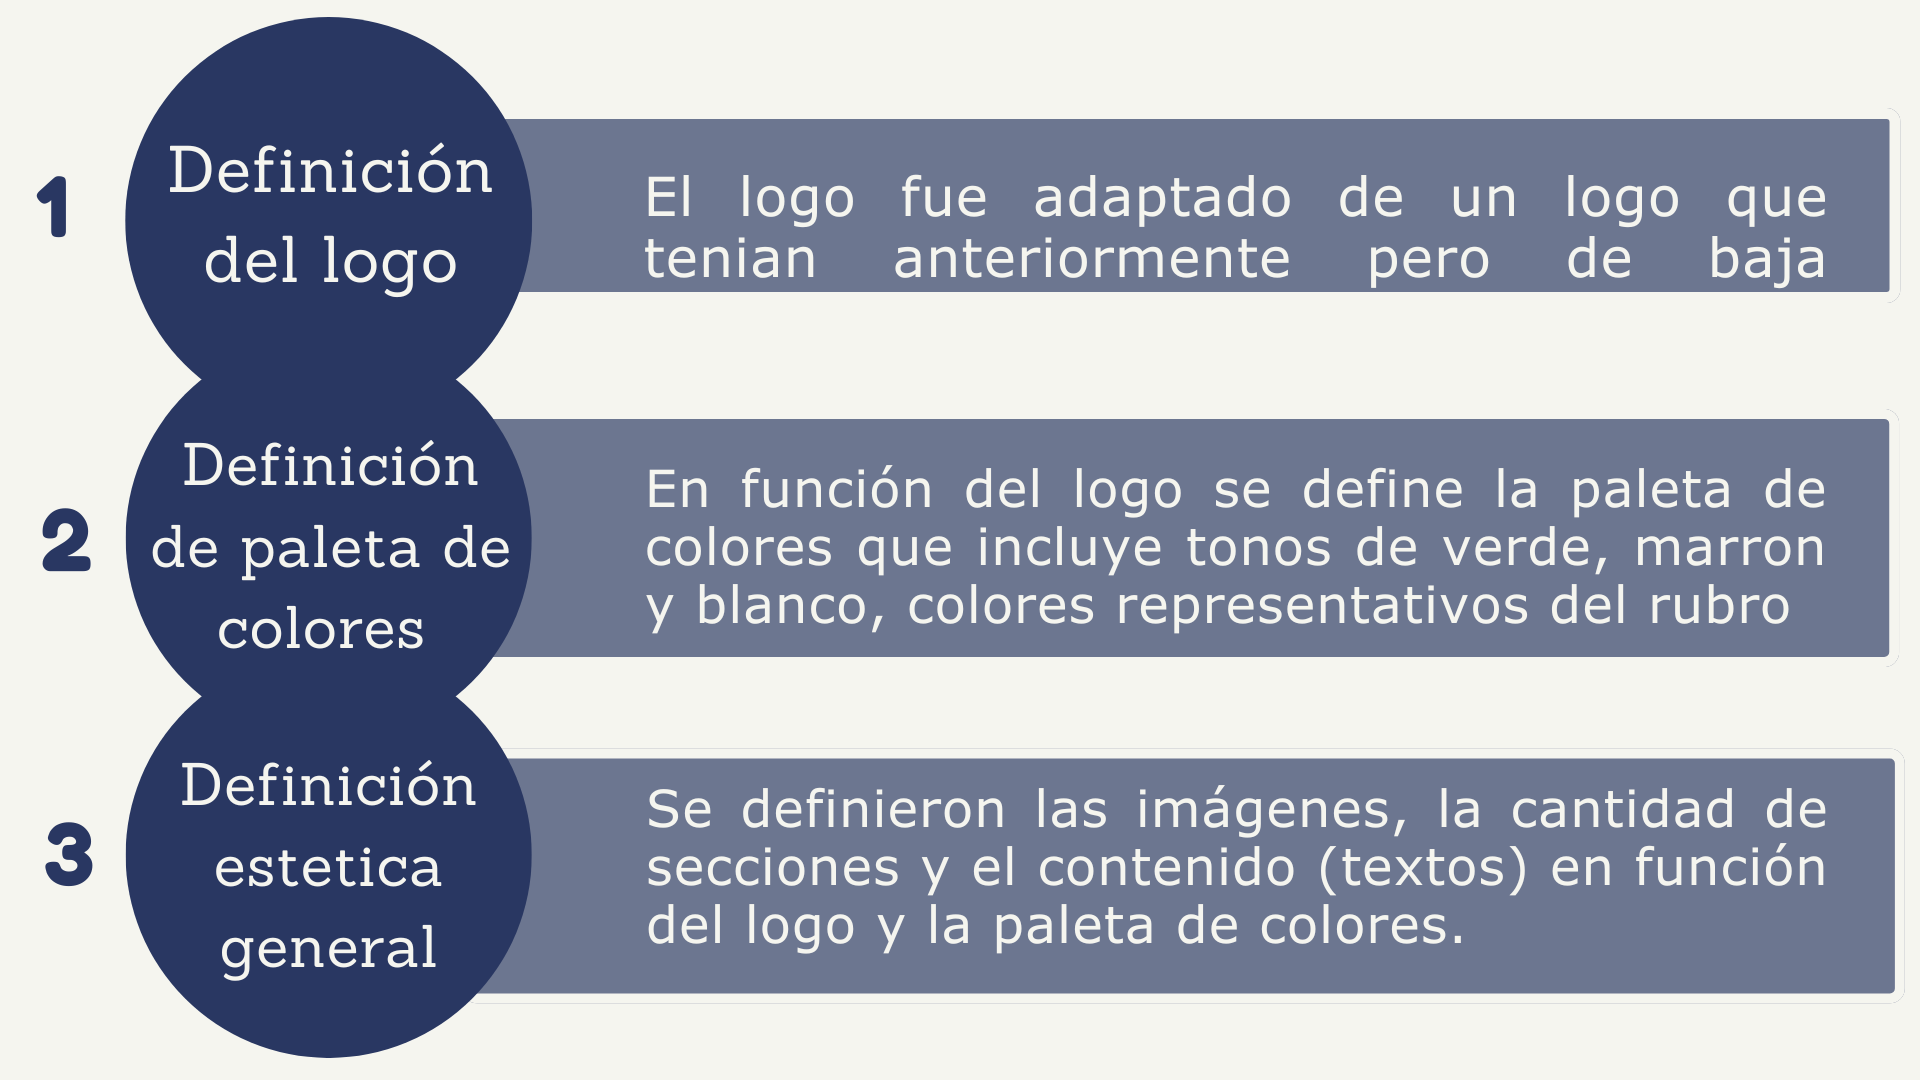 1
Definición
del logo
El logo fue adaptado de un logo que
tenian anteriormente pero de baja
2
Definición
de paleta de
colores
En función del logo se define la paleta de
colores que incluye tonos de verde, marron
y blanco, colores representativos del rubro
3
Definición
estetica
general
Se definieron las imágenes, la cantidad de
secciones y el contenido (textos) en función
del logo y la paleta de colores.